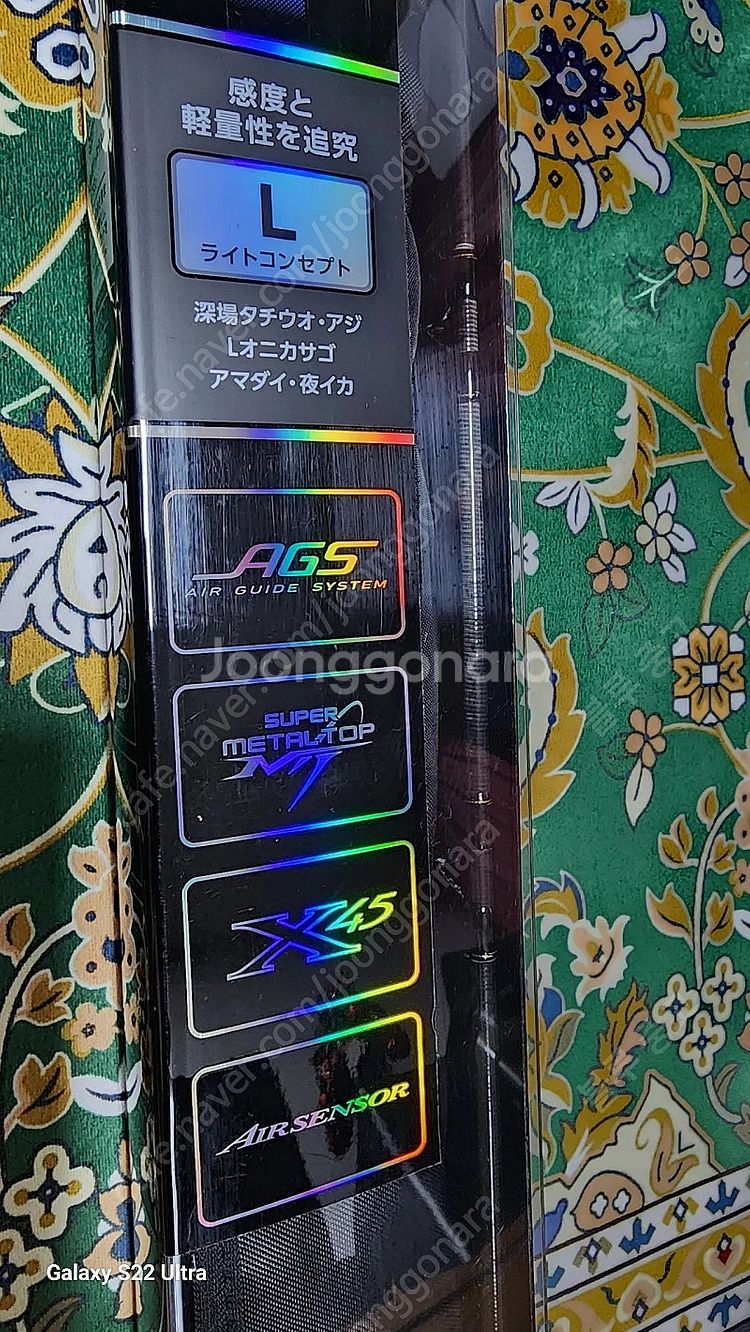 感度と
軽量性を追究
L
ライトコンセプト
深場タチウオ・アジ
Lオニカサゴ
アマダイ・夜イカ
AGS
AIR GUIDE SYSTEM
Joonggonara
SUPER
METAL TOP
MT
X45
AIRSENSOR
Galaxy S22 Ultra
cafe.naver.com/joonggonara